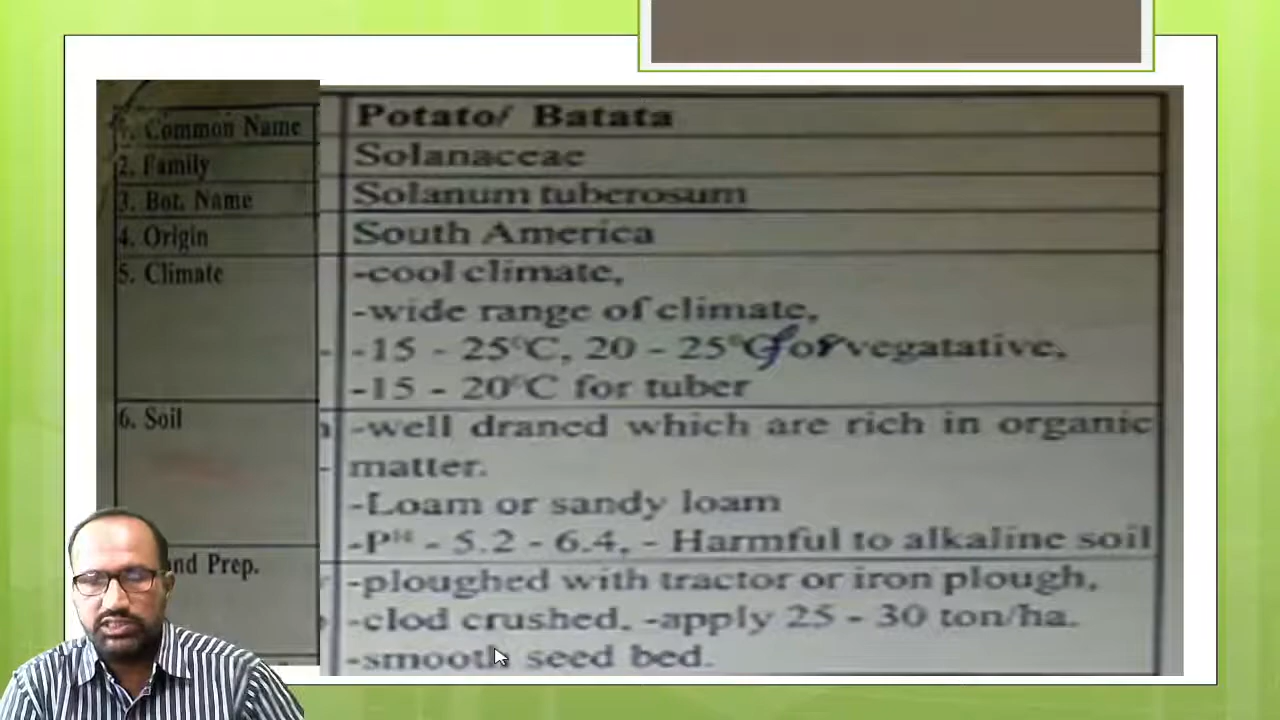 1. Common Name Potato/ Batata
2. Family Solanaceae
3. Bot. Name Solanum tuberosum
4. Origin South America
5. Climate -cool climate,
-wide range of climate,
- -15 - 25°C, 20 - 25°C for vegatative,
-15 - 20°C for tuber
6. Soil -well draned which are rich in organic
- matter.
-Loam or sandy loam
-P^H - 5.2 - 6.4, - Harmful to alkaline soil
Prep. -ploughed with tractor or iron plough,
-clod crushed, -apply 25 - 30 ton/ha.
-smooth seed bed.